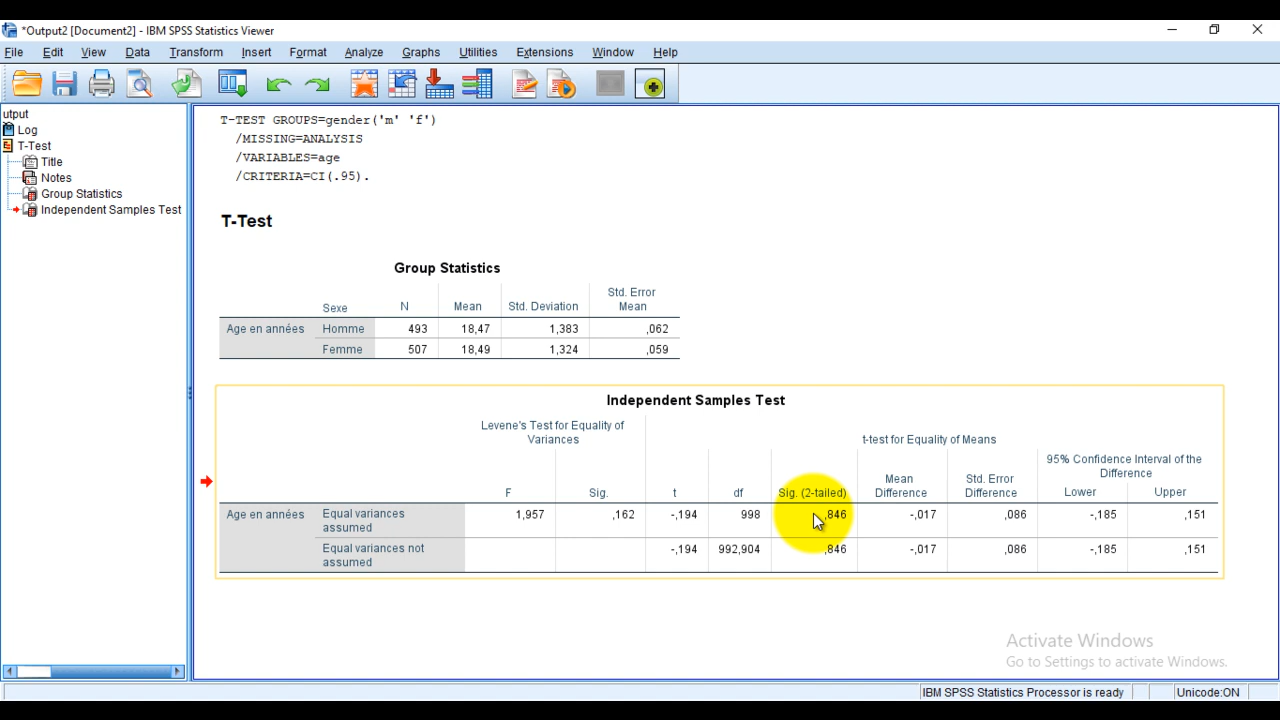 *Output2 [Document2] - IBM SPSS Statistics Viewer
File Edit View Data Transform Insert Format Analyze Graphs Utilities Extensions Window Help
utput
Log
T-Test
Title
Notes
Group Statistics
Independent Samples Test
T-TEST GROUPS=gender('m' 'f')
/MISSING=ANALYSIS
/VARIABLES=age
/CRITERIA=CI(.95).
T-Test
Group Statistics
Sexe N Mean Std. Deviation Std. Error Mean
Age en années Homme 493 18,47 1,383 ,062
Femme 507 18,49 1,324 ,059
Independent Samples Test
Levene's Test for Equality of Variances
t-test for Equality of Means
95% Confidence Interval of the Difference
F Sig. t df Sig. (2-tailed) Mean Difference Std. Error Difference Lower Upper
Age en années Equal variances assumed 1,957 ,162 -,194 998 ,846 -,017 ,086 -,185 ,151
Equal variances not assumed -,194 992,904 ,846 -,017 ,086 -,185 ,151
Activate Windows
Go to Settings to activate Windows.
IBM SPSS Statistics Processor is ready Unicode:ON